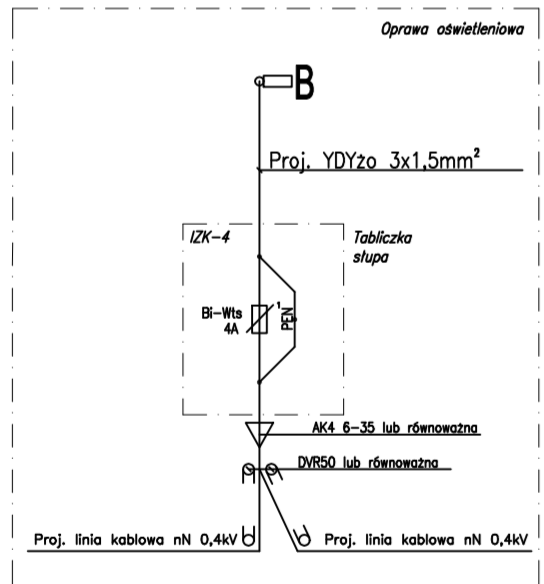 Oprawa oświetleniowa
B
Proj. YDYżo 3x1,5mm²
IZK-4
Tabliczka
słupa
Bi-Wts
4A
1
PEN
AK4 6-35 lub równoważna
DVR50 lub równoważna
Proj. linia kablowa nN 0,4kV
Proj. linia kablowa nN 0,4kV